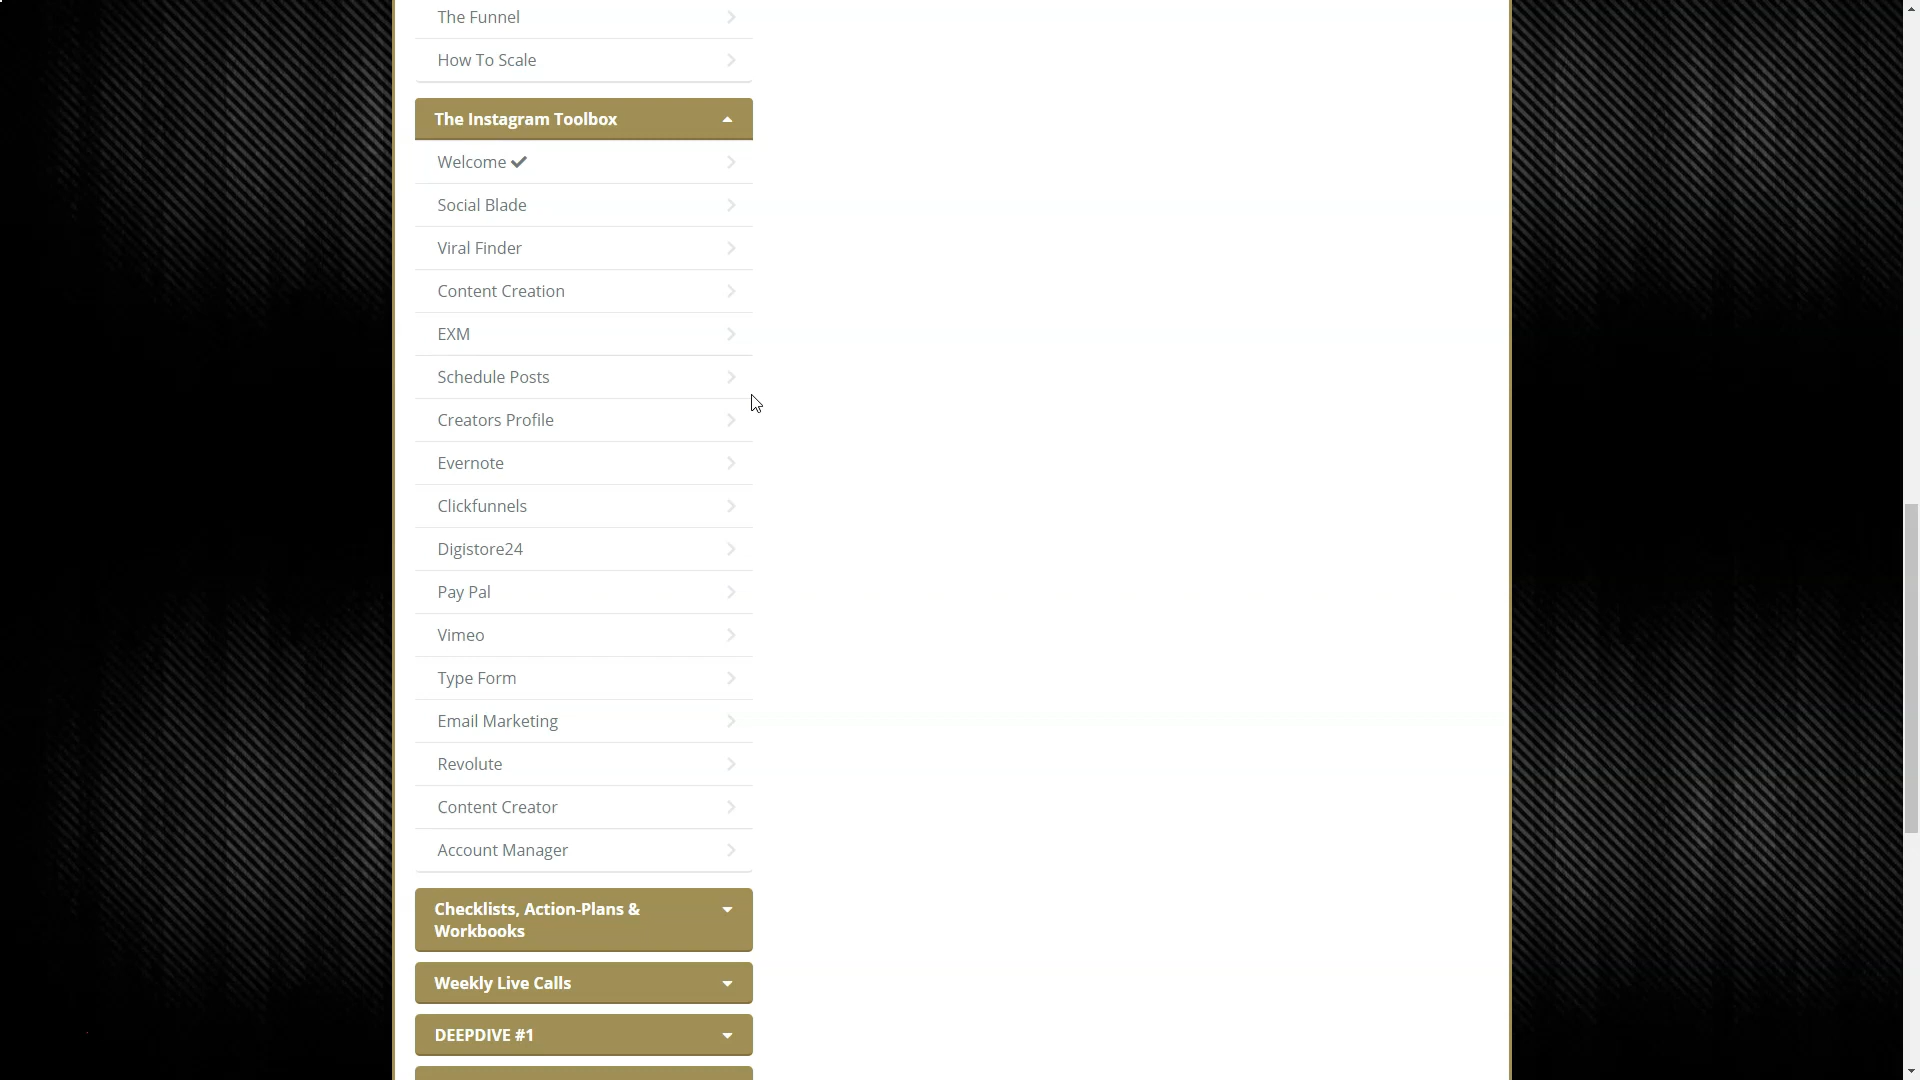 The Funnel
How To Scale
The Instagram Toolbox
Welcome ✔
Social Blade
Viral Finder
Content Creation
EXM
Schedule Posts
Creators Profile
Evernote
Clickfunnels
Digistore24
Pay Pal
Vimeo
Type Form
Email Marketing
Revolute
Content Creator
Account Manager
Checklists, Action-Plans &
Workbooks
Weekly Live Calls
DEEPDIVE #1